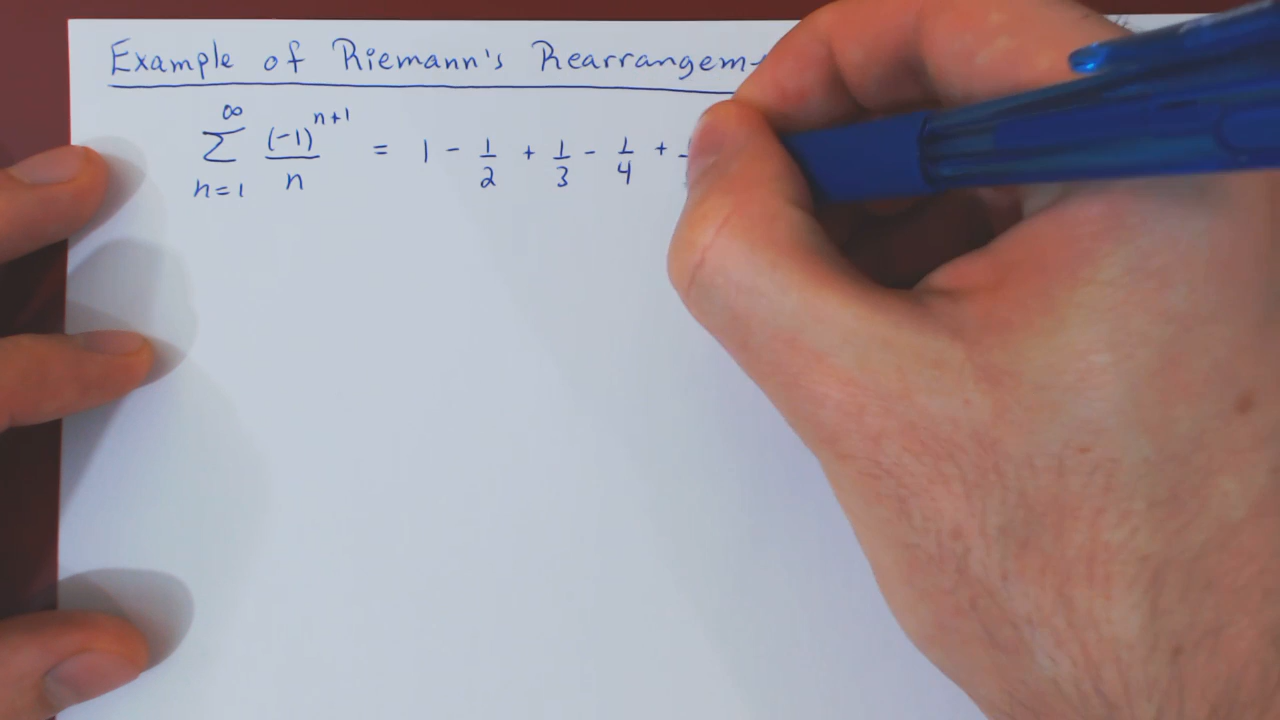 Example of Riemann's Rearrangem
∞
∑ (-1)^{n+1} / n = 1 - 1/2 + 1/3 - 1/4 +
n=1